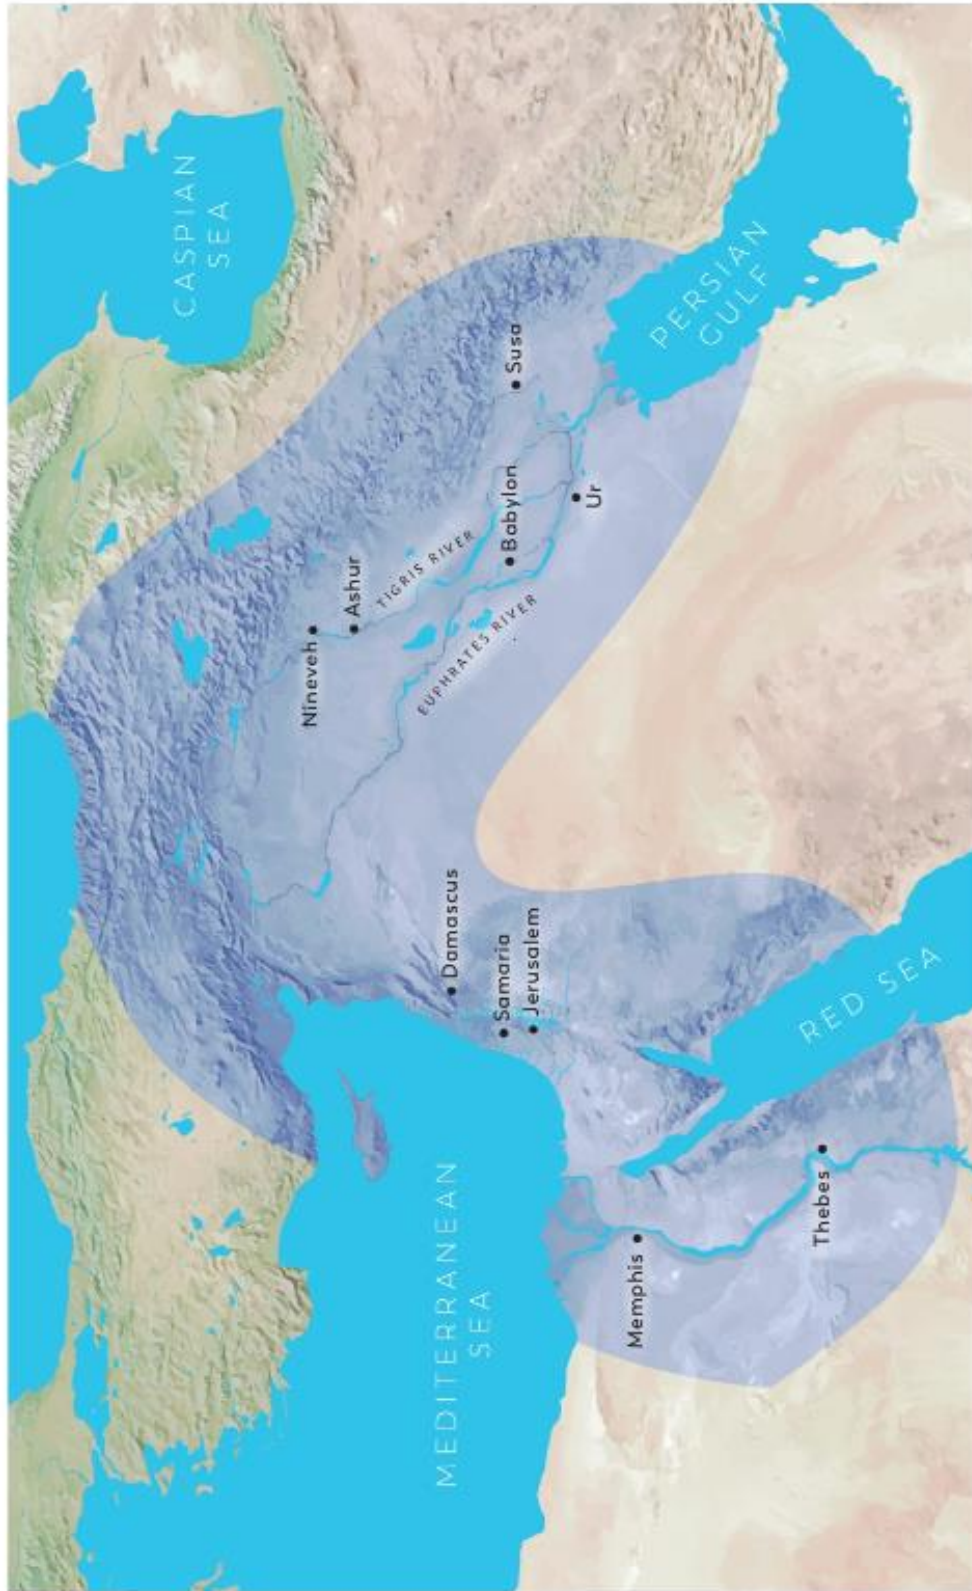 CASPIAN
SEA
MEDITERRANEAN
SEA
PERSIAN
GULF
RED SEA
TIGRIS RIVER
EUPHRATES RIVER
Nineveh
Ashur
Babylon
Susa
Ur
Damascus
Samaria
Jerusalem
Memphis
Thebes